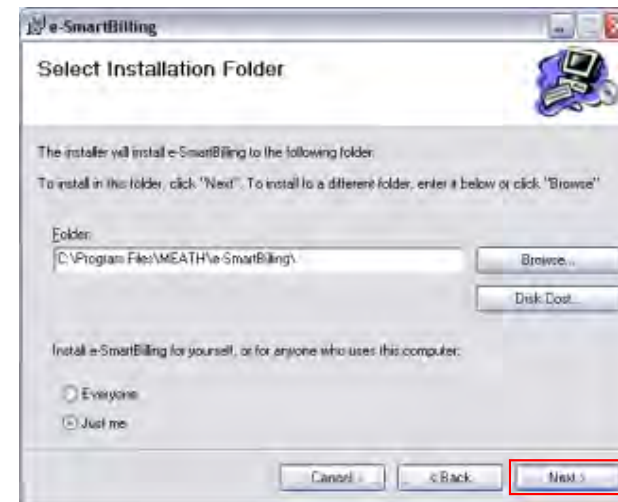 e-SmartBilling
Select Installation Folder
The installer will install e-SmartBilling to the following folder.
To install in this folder, click "Next". To install to a different folder, enter it below or click "Browse"
Folder:
C:\Program Files\MEATH\e-SmartBilling\
Browse...
Disk Cost...
Install e-SmartBilling for yourself, or for anyone who uses this computer:
Everyone
Just me
Cancel
< Back
Next >